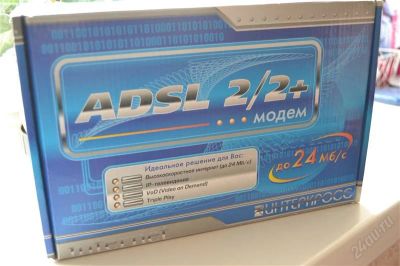 ADSL 2/2+
модем
Идеальное решение для Вас:
Высокоскоростной интернет (до 24 Мб/с)
IP-телевидение
VoD (Video on Demand)
Triple Play
до 24 Мб/с
ИНТЕРКРОСС
24au.ru